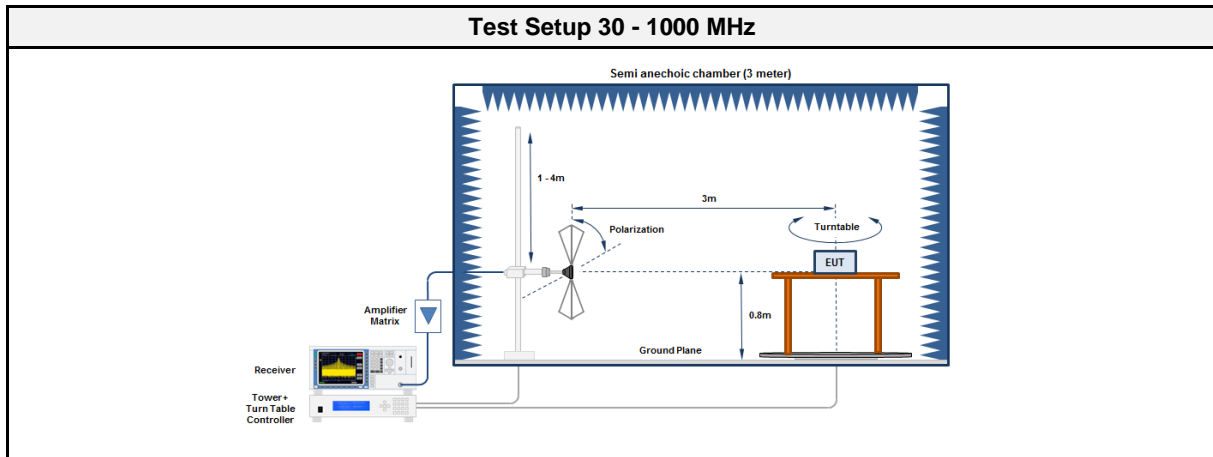 Test Setup 30 - 1000 MHz
Semi anechoic chamber (3 meter)
1 - 4m
3m
Polarization
Turntable
EUT
Amplifier
Matrix
0.8m
Ground Plane
Receiver
Tower+
Turn Table
Controller